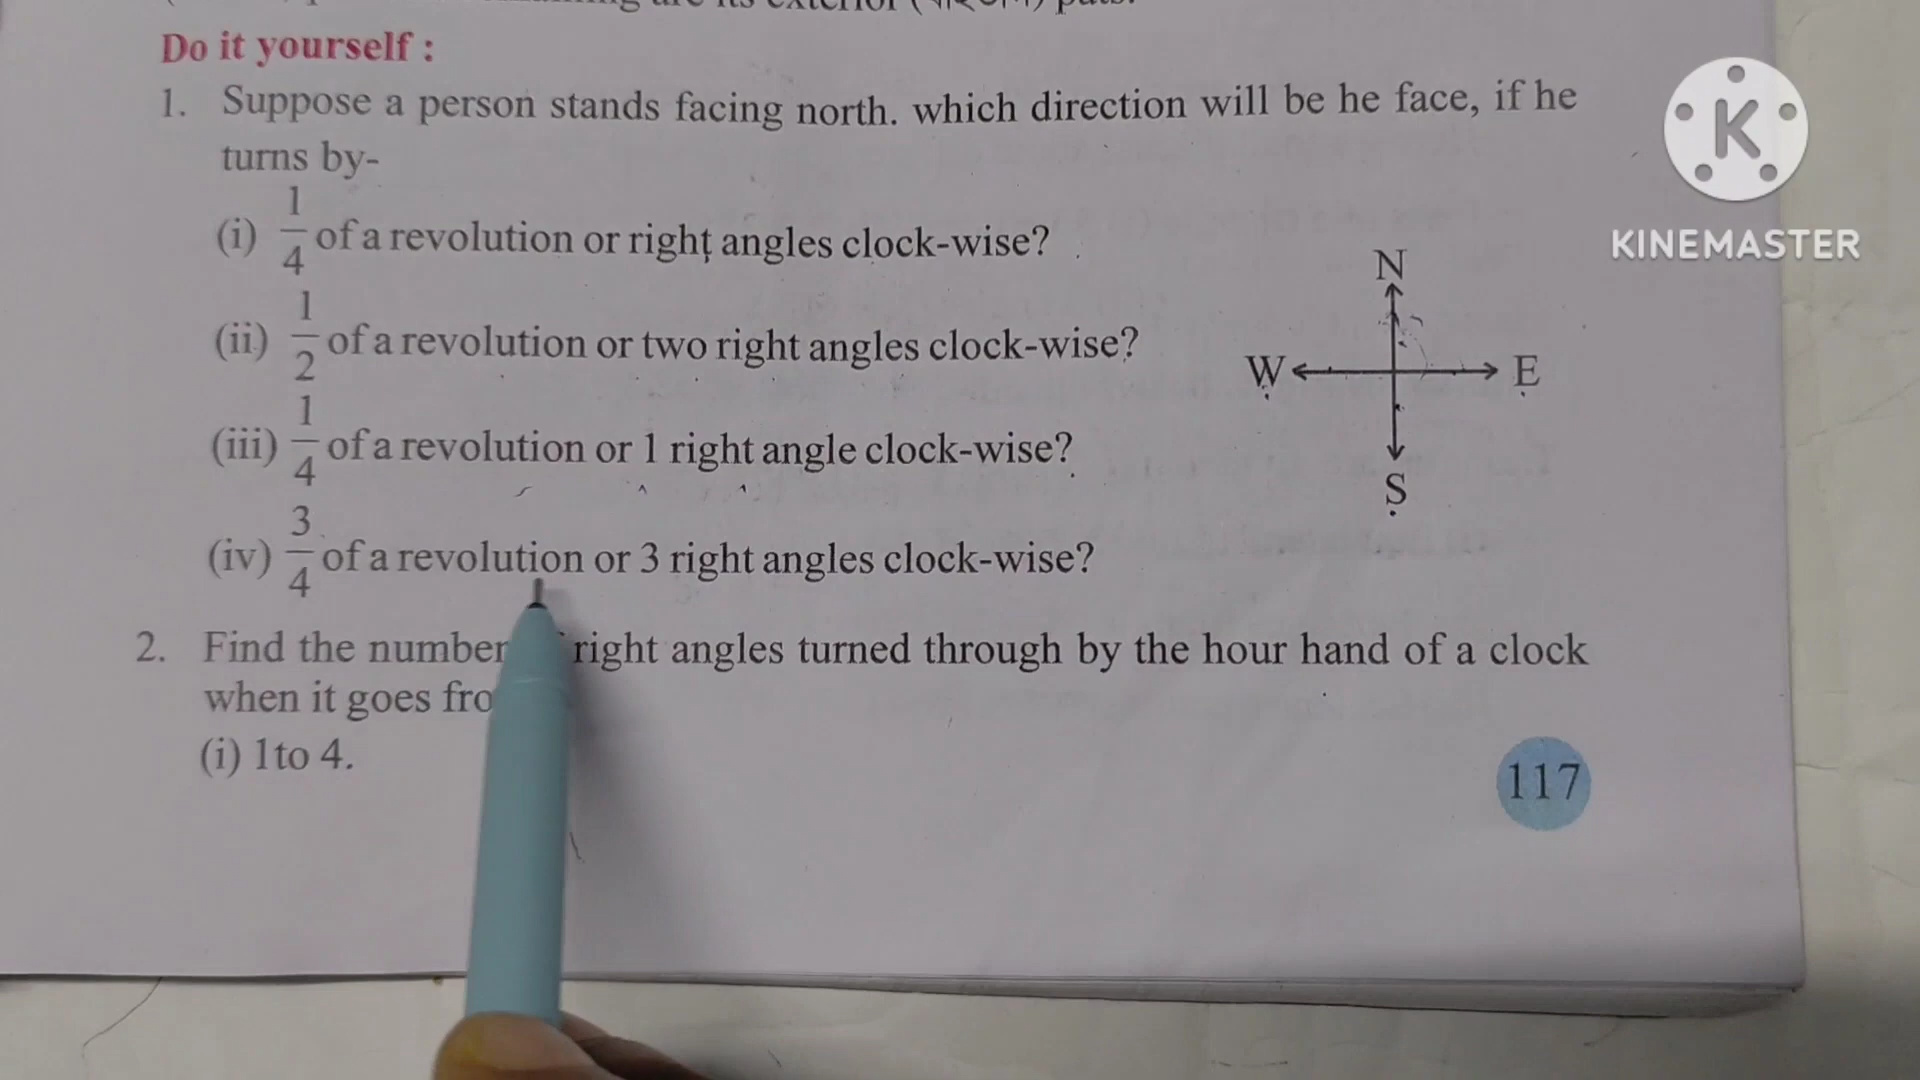 Do it yourself :
1. Suppose a person stands facing north. which direction will be he face, if he
turns by-
(i) 1/4 of a revolution or right angles clock-wise?
(ii) 1/2 of a revolution or two right angles clock-wise?
(iii) 1/4 of a revolution or 1 right angle clock-wise?
(iv) 3/4 of a revolution or 3 right angles clock-wise?
N
W E
S
2. Find the number right angles turned through by the hour hand of a clock
when it goes
(i) 1to 4.
117
K
KINEMASTER